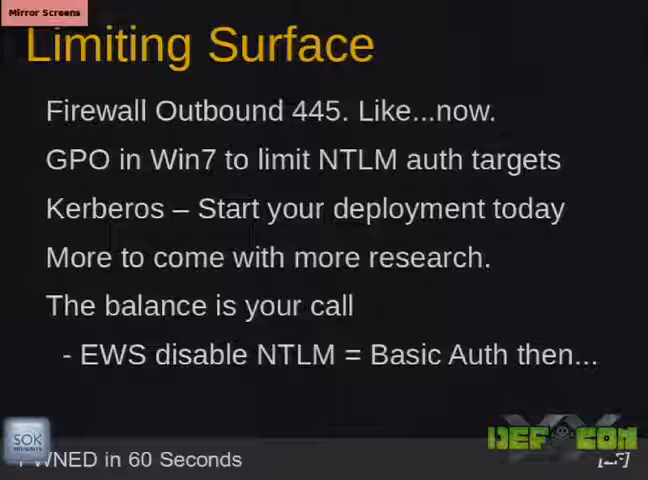 Mirror Screens
Limiting Surface
Firewall Outbound 445. Like...now.
GPO in Win7 to limit NTLM auth targets
Kerberos – Start your deployment today
More to come with more research.
The balance is your call
- EWS disable NTLM = Basic Auth then...
SOK
DEF CON
XX
PWNED in 60 Seconds